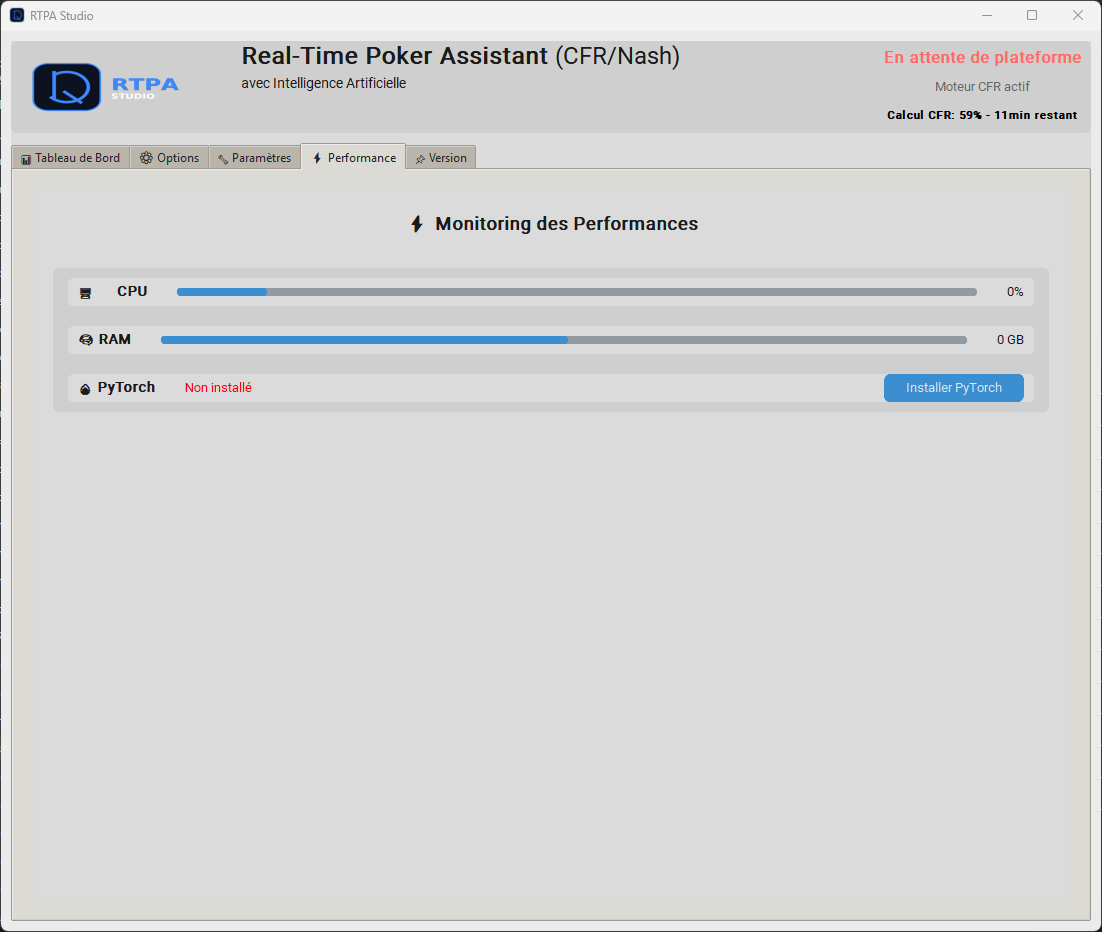 RTPA Studio
Real-Time Poker Assistant (CFR/Nash)
avec Intelligence Artificielle
RTPA
STUDIO
En attente de plateforme
Moteur CFR actif
Calcul CFR: 59% - 11min restant
Tableau de Bord
Options
Paramètres
Performance
Version
Monitoring des Performances
CPU
0%
RAM
0 GB
PyTorch
Non installé
Installer PyTorch